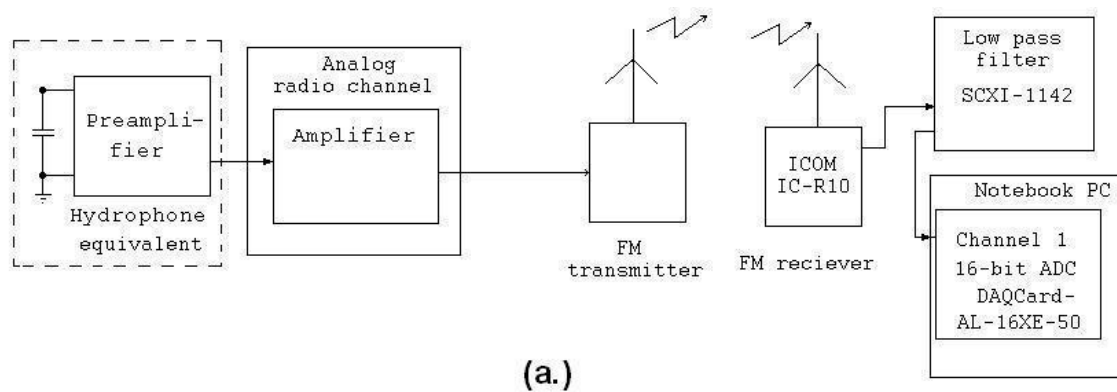 Preampli-
fier
Hydrophone
equivalent
Analog
radio channel
Amplifier
FM
transmitter
ICOM
IC-R10
FM reciever
Low pass
filter
SCXI-1142
Notebook PC
Channel 1
16-bit ADC
DAQCard-
AL-16XE-50
(a.)